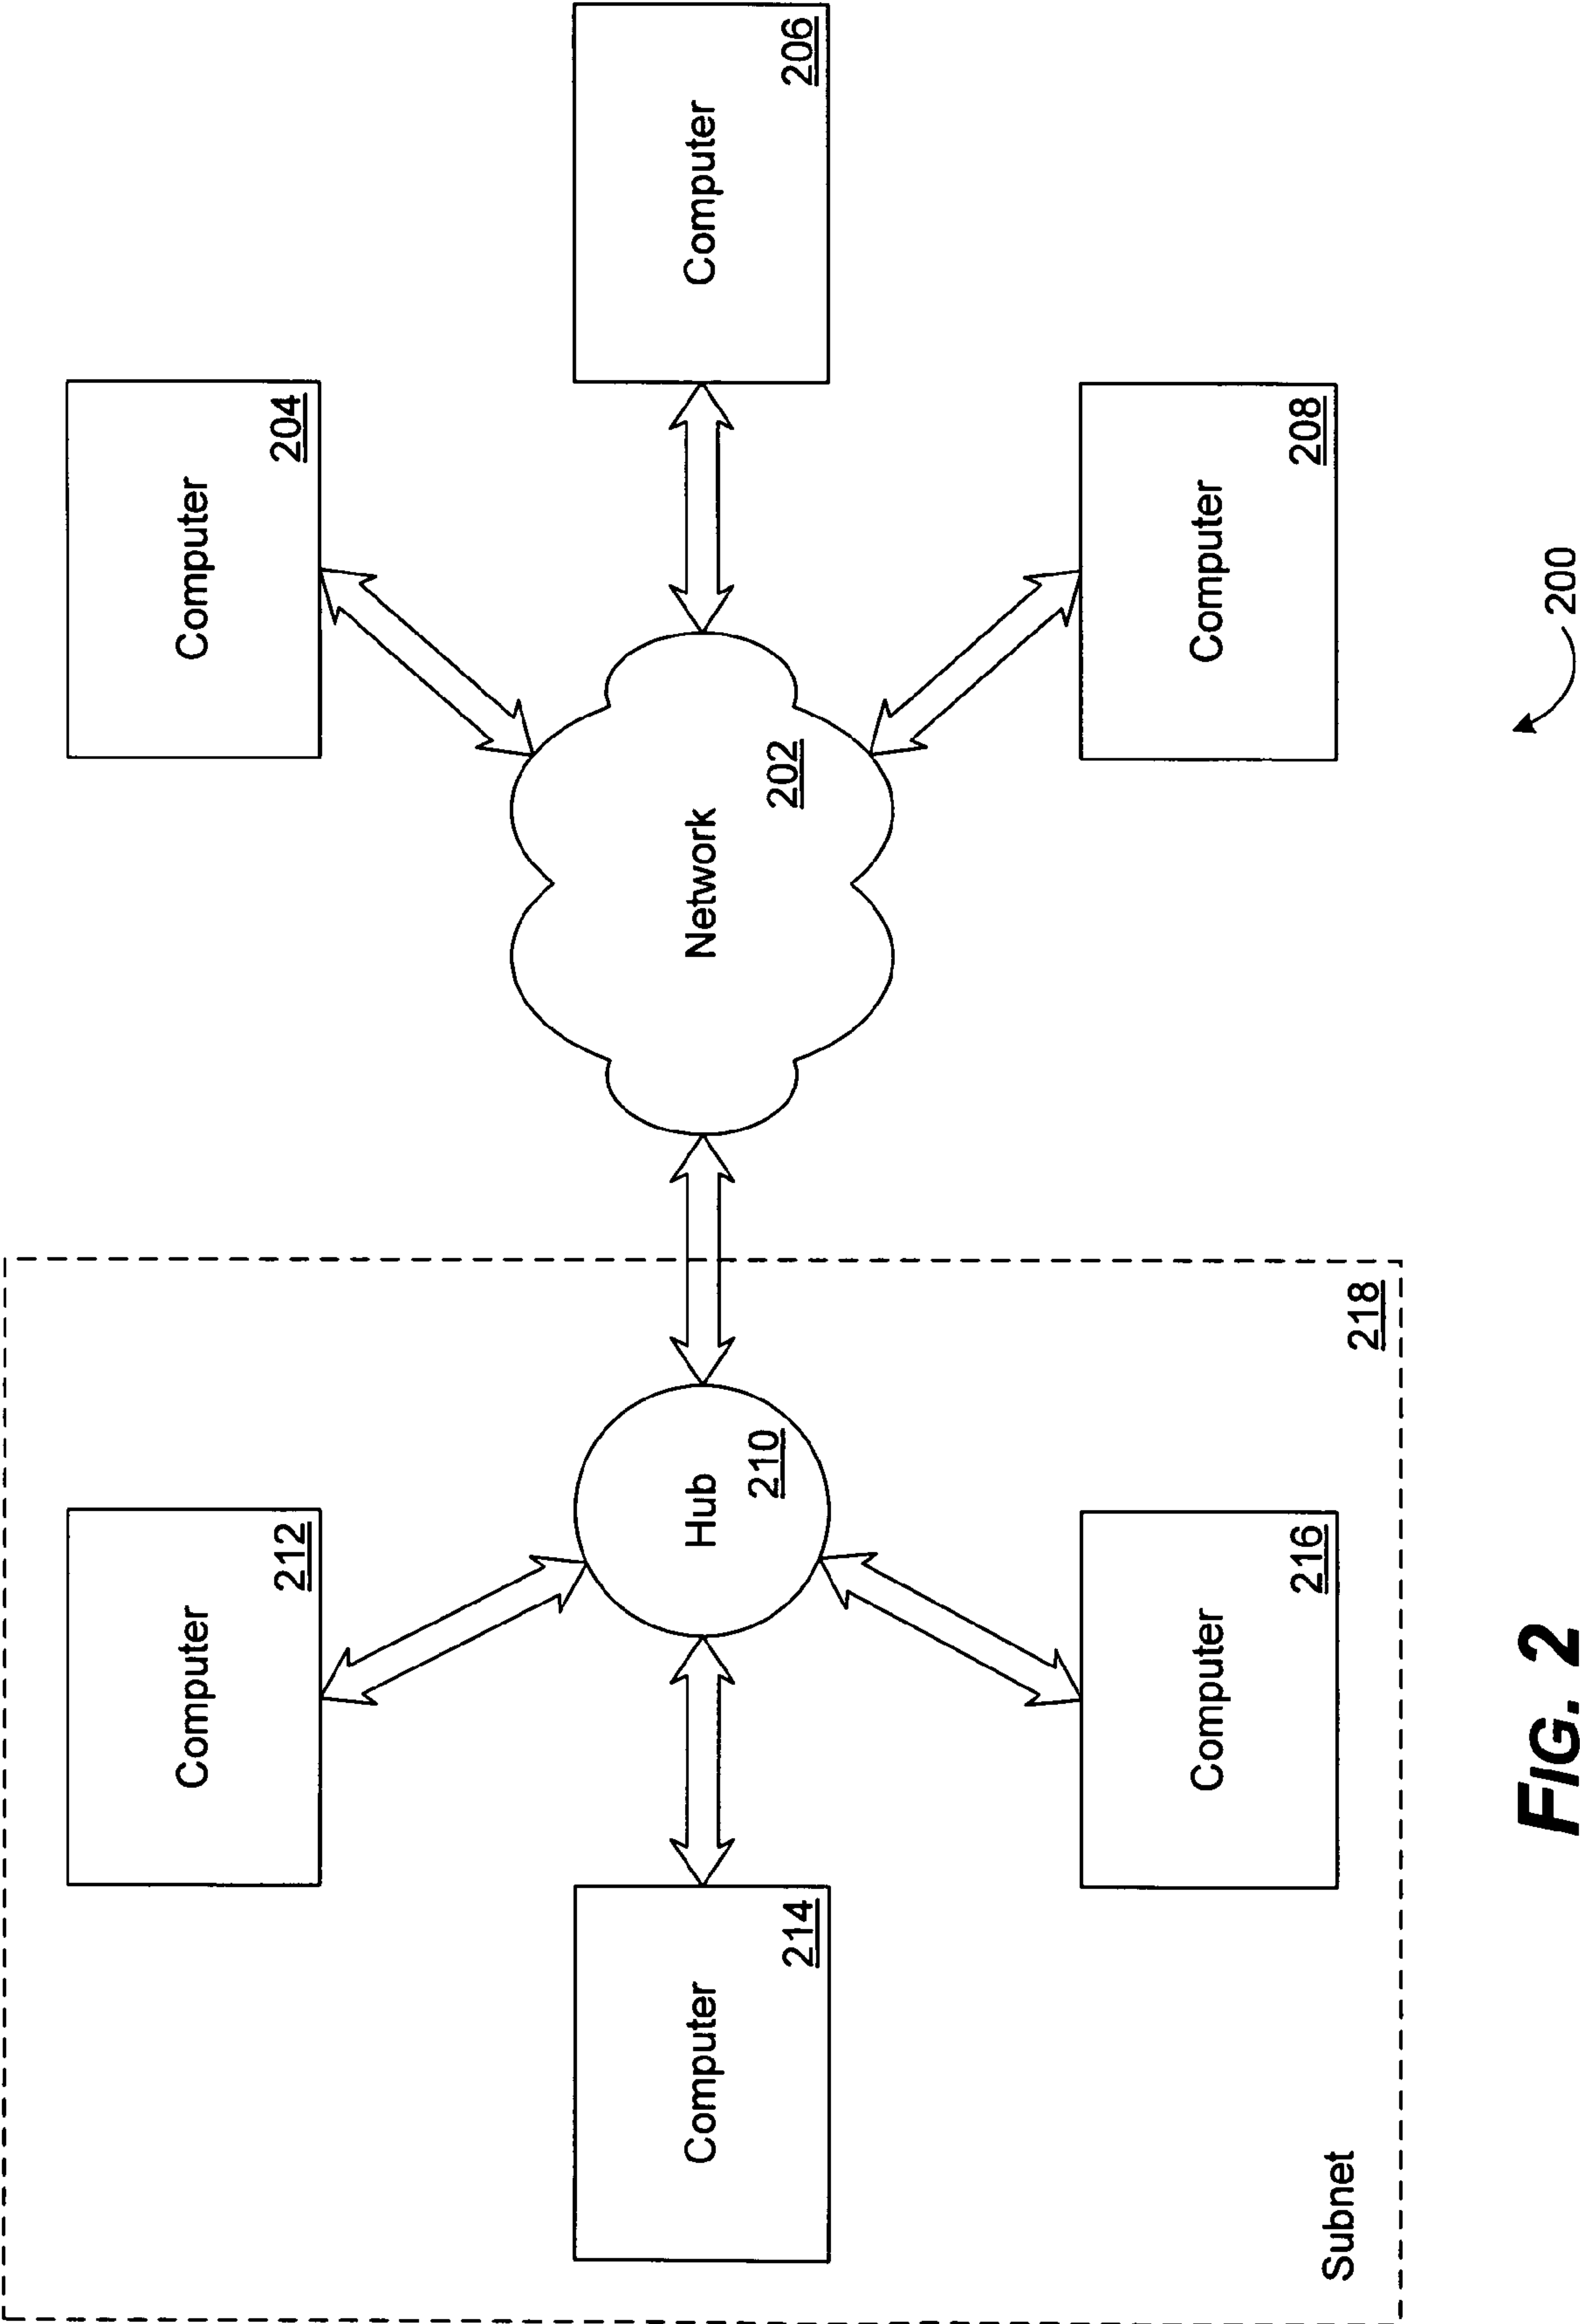 Computer
212
Computer
204
Computer
214
Hub
210
Network
202
Computer
206
Computer
216
Computer
208
Subnet
218
200
FIG. 2